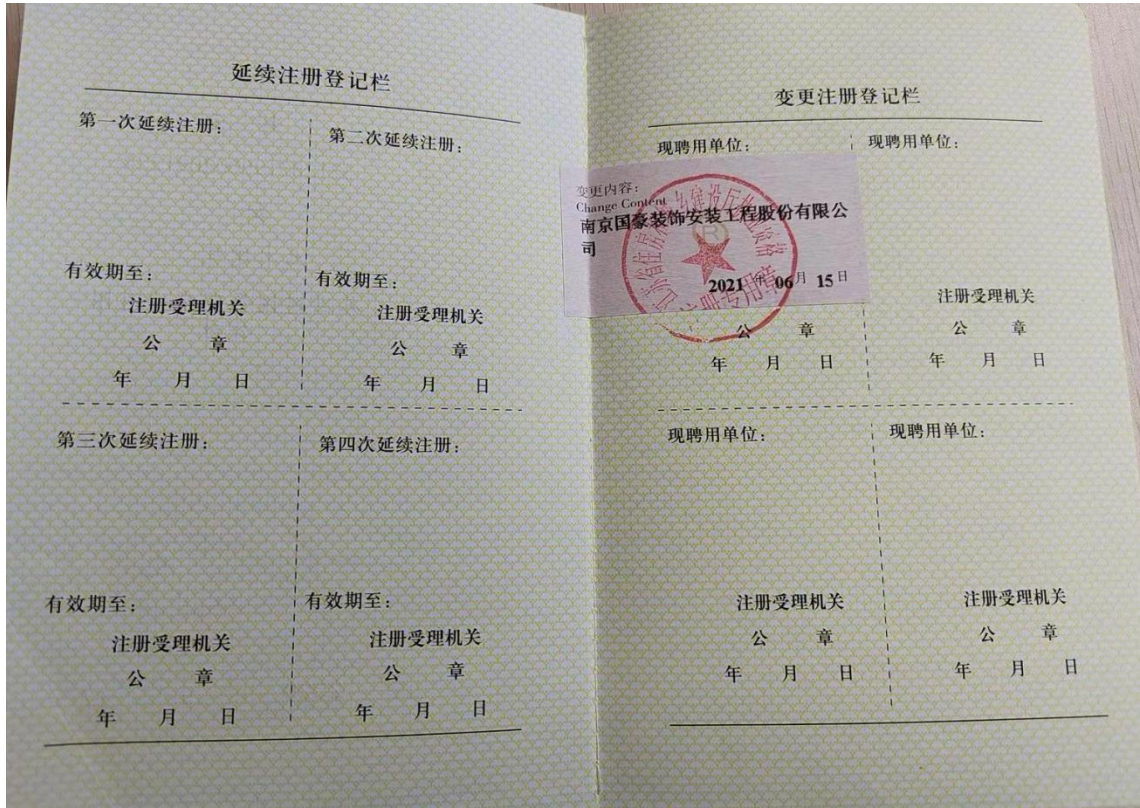 延续注册登记栏
第一次延续注册：
第二次延续注册：
有效期至：
有效期至：
注册受理机关
注册受理机关
公 章
公 章
年 月 日
年 月 日
第三次延续注册：
第四次延续注册：
有效期至：
有效期至：
注册受理机关
注册受理机关
公 章
公 章
年 月 日
年 月 日
变更注册登记栏
现聘用单位：
现聘用单位：
变更内容：
Change Content
南京国豪装饰安装工程股份有限公
司
2021 年 06月 15日
注册专用章
注册受理机关
公 章
公 章
年 月 日
年 月 日
现聘用单位：
现聘用单位：
注册受理机关
注册受理机关
公 章
公 章
年 月 日
年 月 日